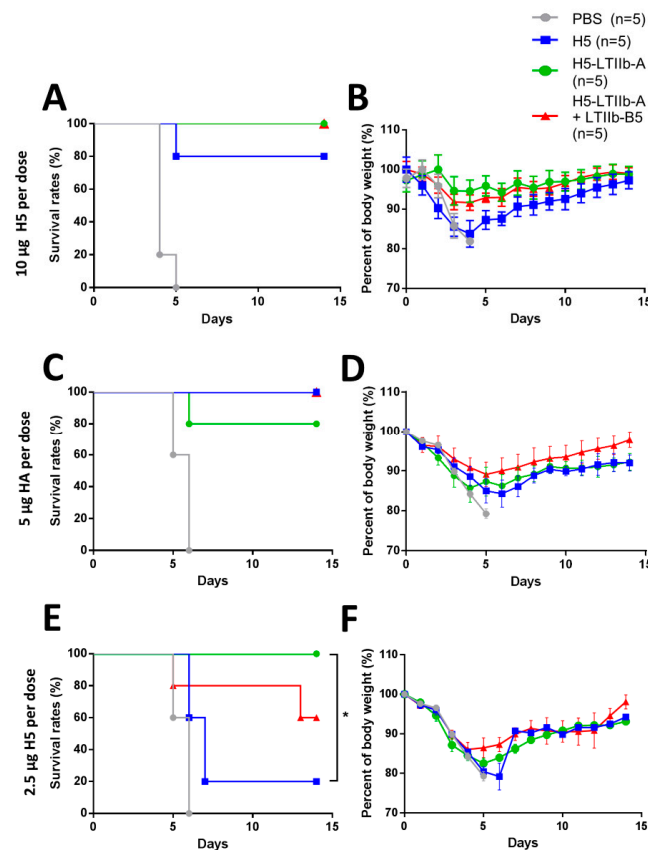 PBS (n=5)
H5 (n=5)
H5-LTIIb-A
(n=5)
H5-LTIIb-A
+ LTIIb-B5
(n=5)
A
B
10 µg H5 per dose
Survival rates (%)
100
80
60
40
20
0
0 5 10 15
Days
Percent of body weight (%)
110
100
90
80
70
0 5 10 15
Days
C
D
5 µg HA per dose
Survival rates (%)
100
80
60
40
20
0
0 5 10 15
Days
Percent of body weight (%)
110
100
90
80
70
0 5 10 15
Days
E
F
2.5 µg H5 per dose
Survival rates (%)
100
80
60
40
20
0
0 5 10 15
Days
*
Percent of body weight (%)
110
100
90
80
70
0 5 10 15
Days